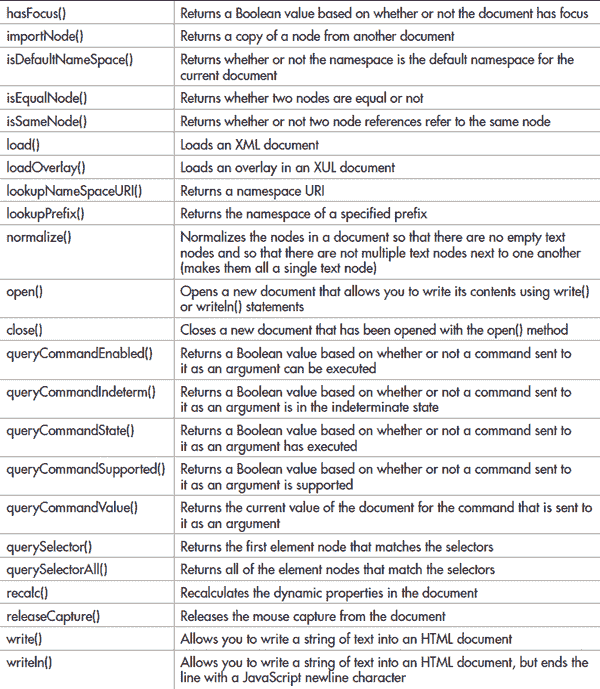 hasFocus() Returns a Boolean value based on whether or not the document has focus
importNode() Returns a copy of a node from another document
isDefaultNameSpace() Returns whether or not the namespace is the default namespace for the
current document
isEqualNode() Returns whether two nodes are equal or not
isSameNode() Returns whether or not two node references refer to the same node
load() Loads an XML document
loadOverlay() Loads an overlay in an XUL document
lookupNameSpaceURI() Returns a namespace URI
lookupPrefix() Returns the namespace of a specified prefix
normalize() Normalizes the nodes in a document so that there are no empty text
nodes and so that there are not multiple text nodes next to one another
(makes them all a single text node)
open() Opens a new document that allows you to write its contents using write()
or writeln() statements
close() Closes a new document that has been opened with the open() method
queryCommandEnabled() Returns a Boolean value based on whether or not a command sent to
it as an argument can be executed
queryCommandIndeterm() Returns a Boolean value based on whether or not a command sent to
it as an argument is in the indeterminate state
queryCommandState() Returns a Boolean value based on whether or not a command sent to
it as an argument has executed
queryCommandSupported() Returns a Boolean value based on whether or not a command sent to
it as an argument is supported
queryCommandValue() Returns the current value of the document for the command that is sent to
it as an argument
querySelector() Returns the first element node that matches the selectors
querySelectorAll() Returns all of the element nodes that match the selectors
recalc() Recalculates the dynamic properties in the document
releaseCapture() Releases the mouse capture from the document
write() Allows you to write a string of text into an HTML document
writeln() Allows you to write a string of text into an HTML document, but ends the
line with a JavaScript newline character